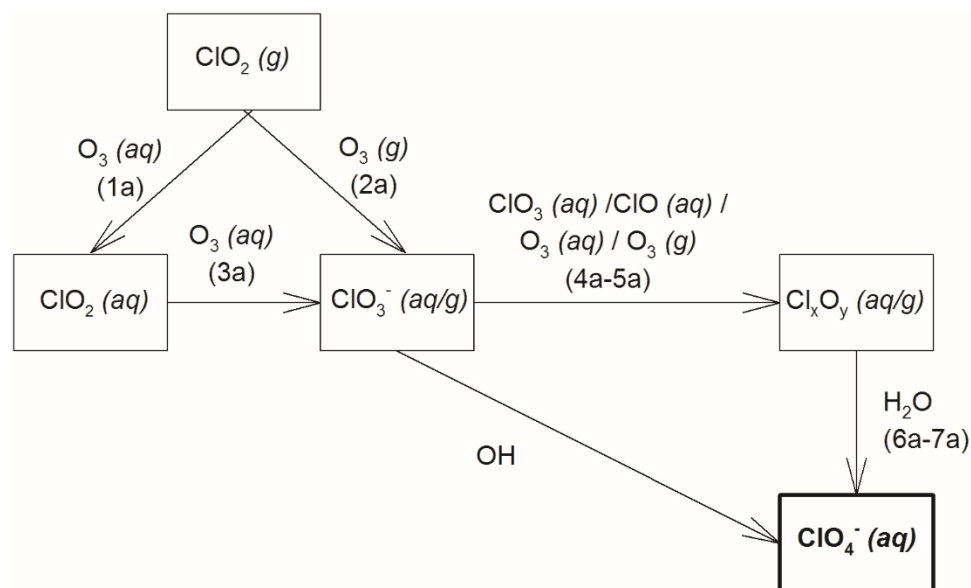 ClO₂ (g)
O₃ (aq)
(1a)
O₃ (g)
(2a)
ClO₃ (aq) /ClO (aq) /
O₃ (aq) / O₃ (g)
(4a-5a)
O₃ (aq)
(3a)
ClO₂ (aq)
ClO₃⁻ (aq/g)
ClₓOᵧ (aq/g)
H₂O
(6a-7a)
OH
ClO₄⁻ (aq)